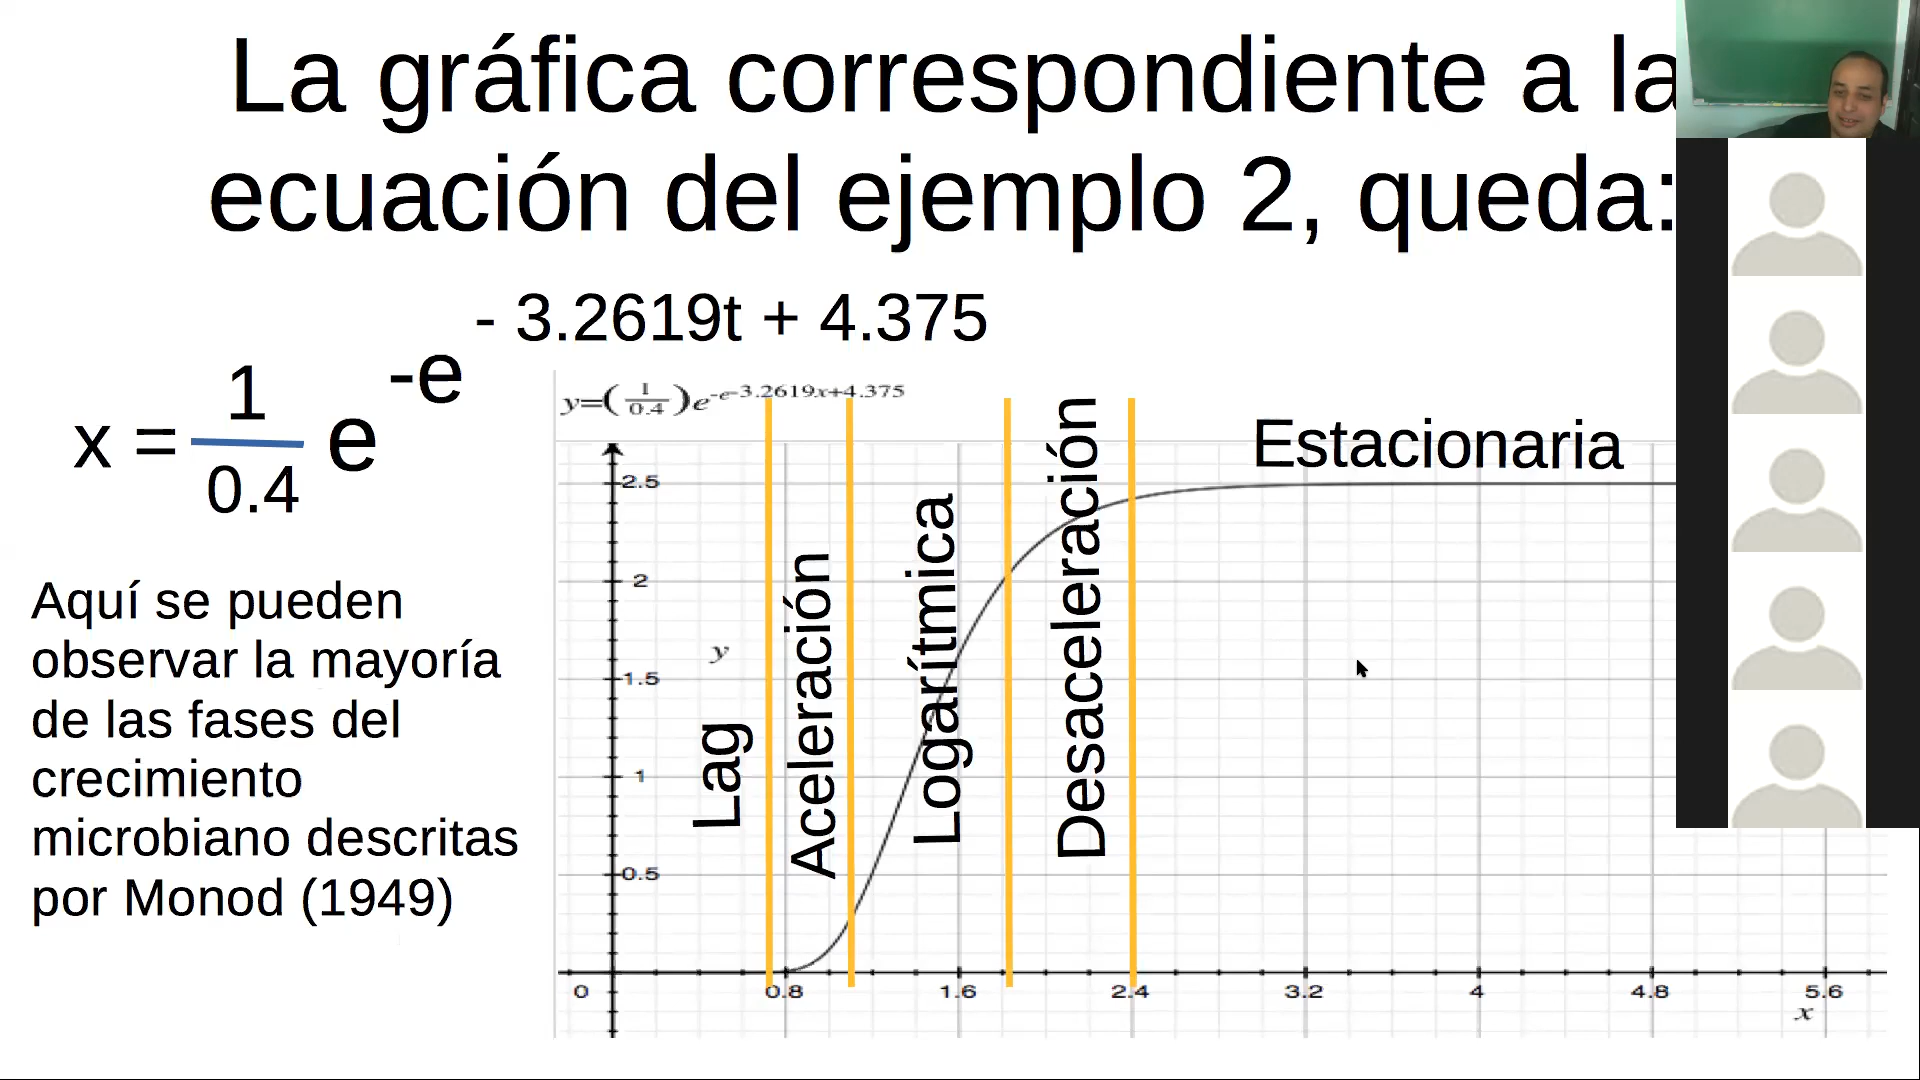 La gráfica correspondiente a la
ecuación del ejemplo 2, queda:
x = 1/0.4 e^-e^- 3.2619t + 4.375
y=(1/0.4)e^-e^-3.2619x+4.375
Aquí se pueden
observar la mayoría
de las fases del
crecimiento
microbiano descritas
por Monod (1949)
Lag
Aceleración
Logarítmica
Desaceleración
Estacionaria
2.5
2
1.5
1
0.5
y
0 0.8 1.6 2.4 3.2 4 4.8 5.6
x